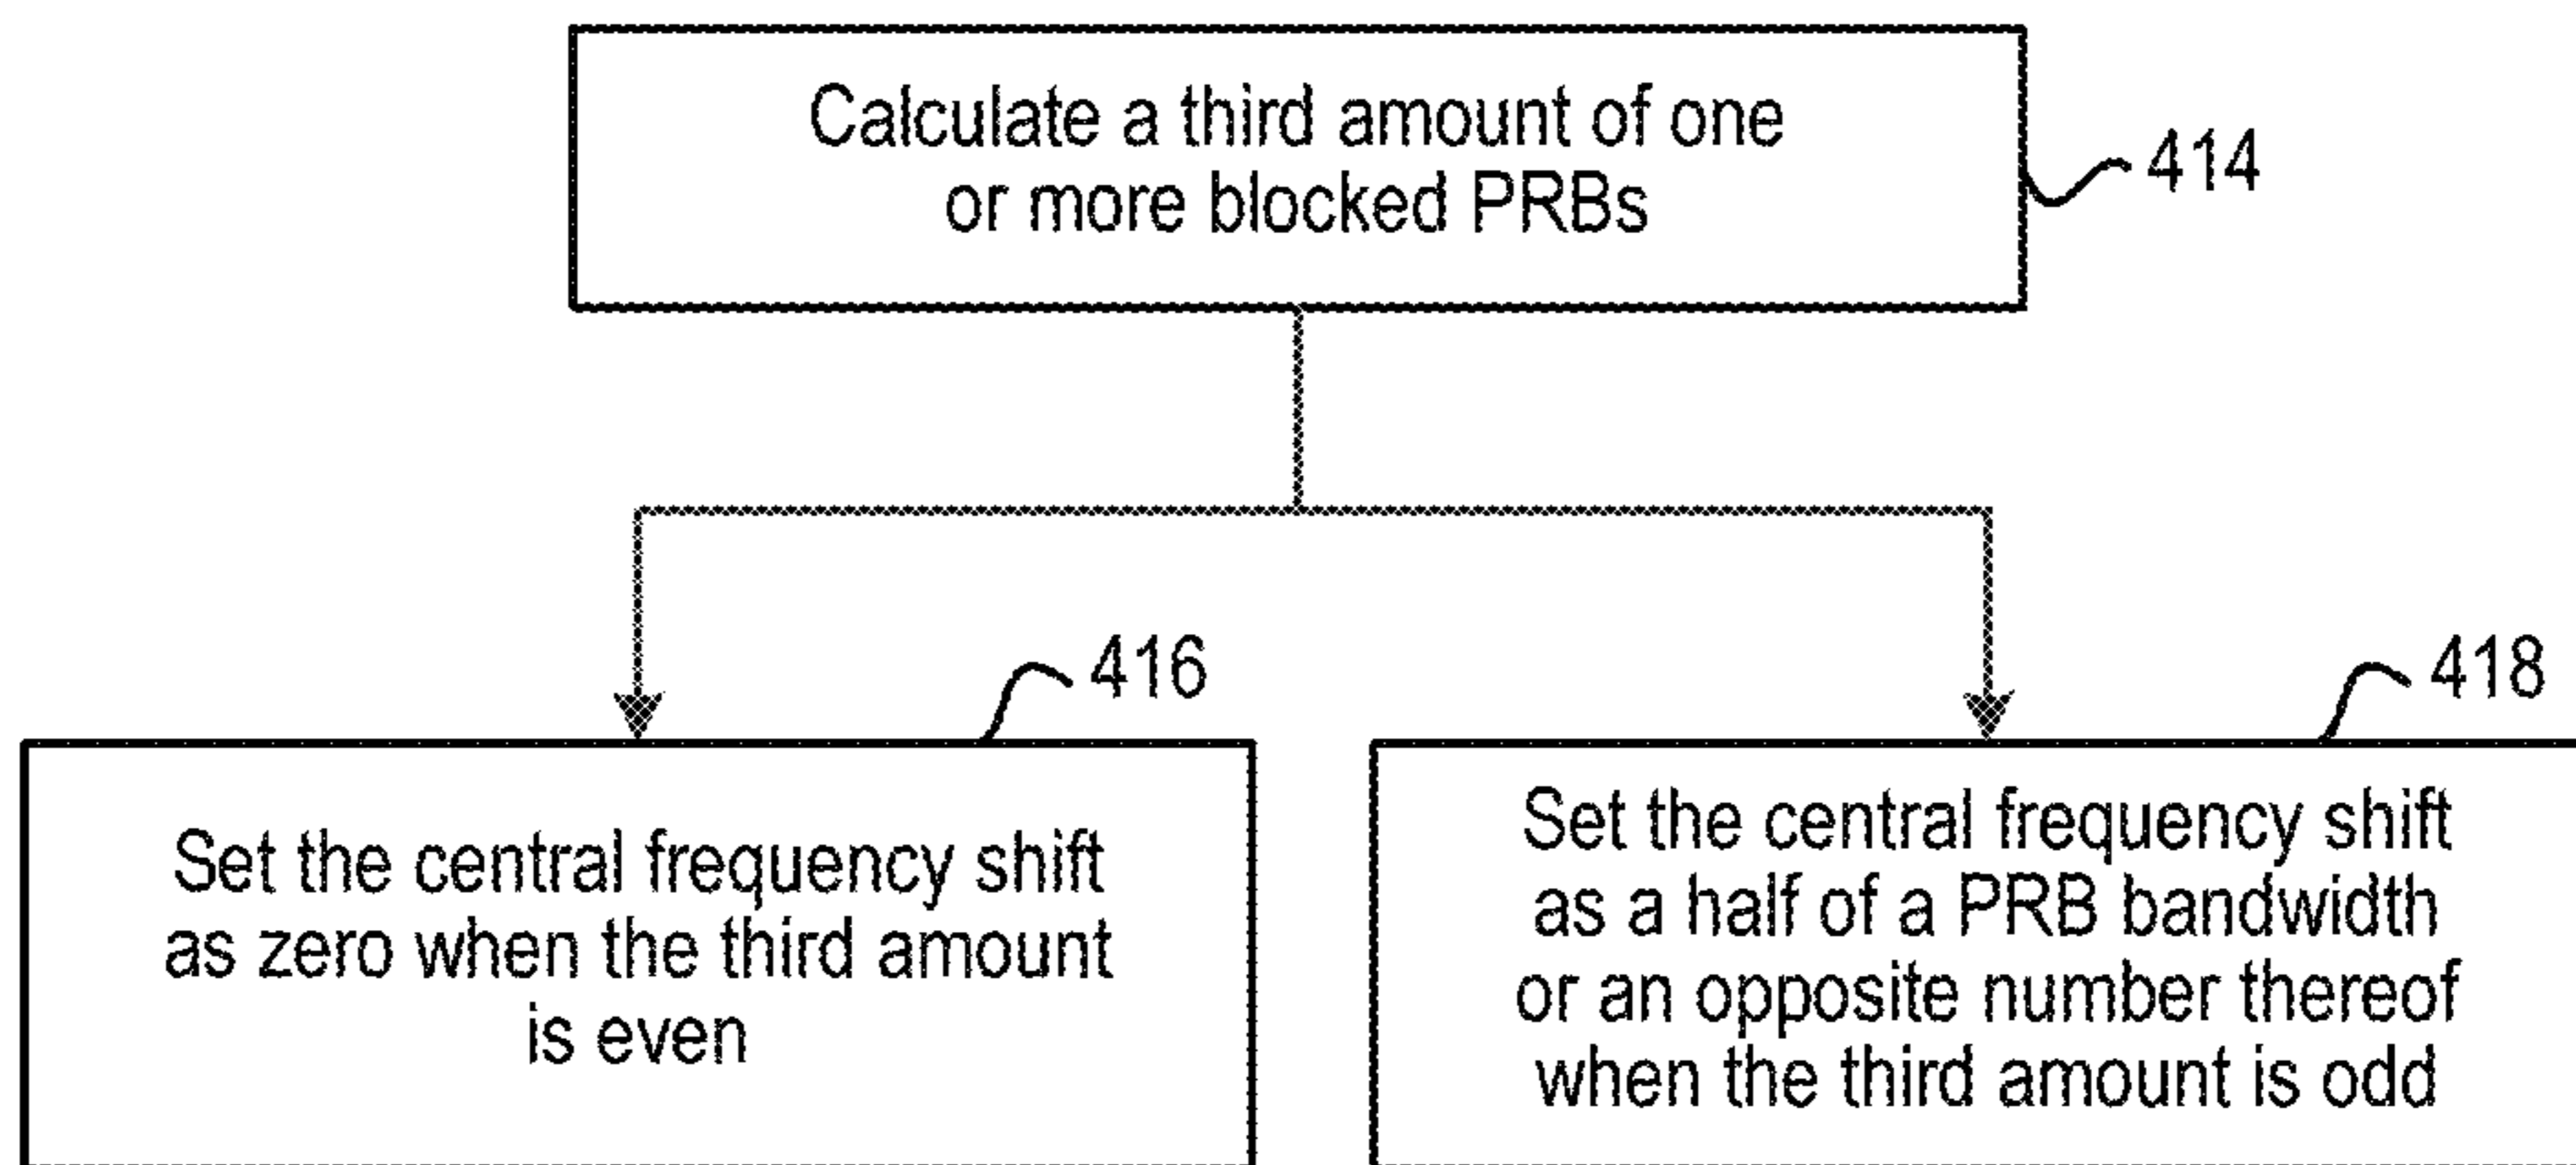 Calculate a third amount of one
or more blocked PRBs
414
416
Set the central frequency shift
as zero when the third amount
is even
418
Set the central frequency shift
as a half of a PRB bandwidth
or an opposite number thereof
when the third amount is odd